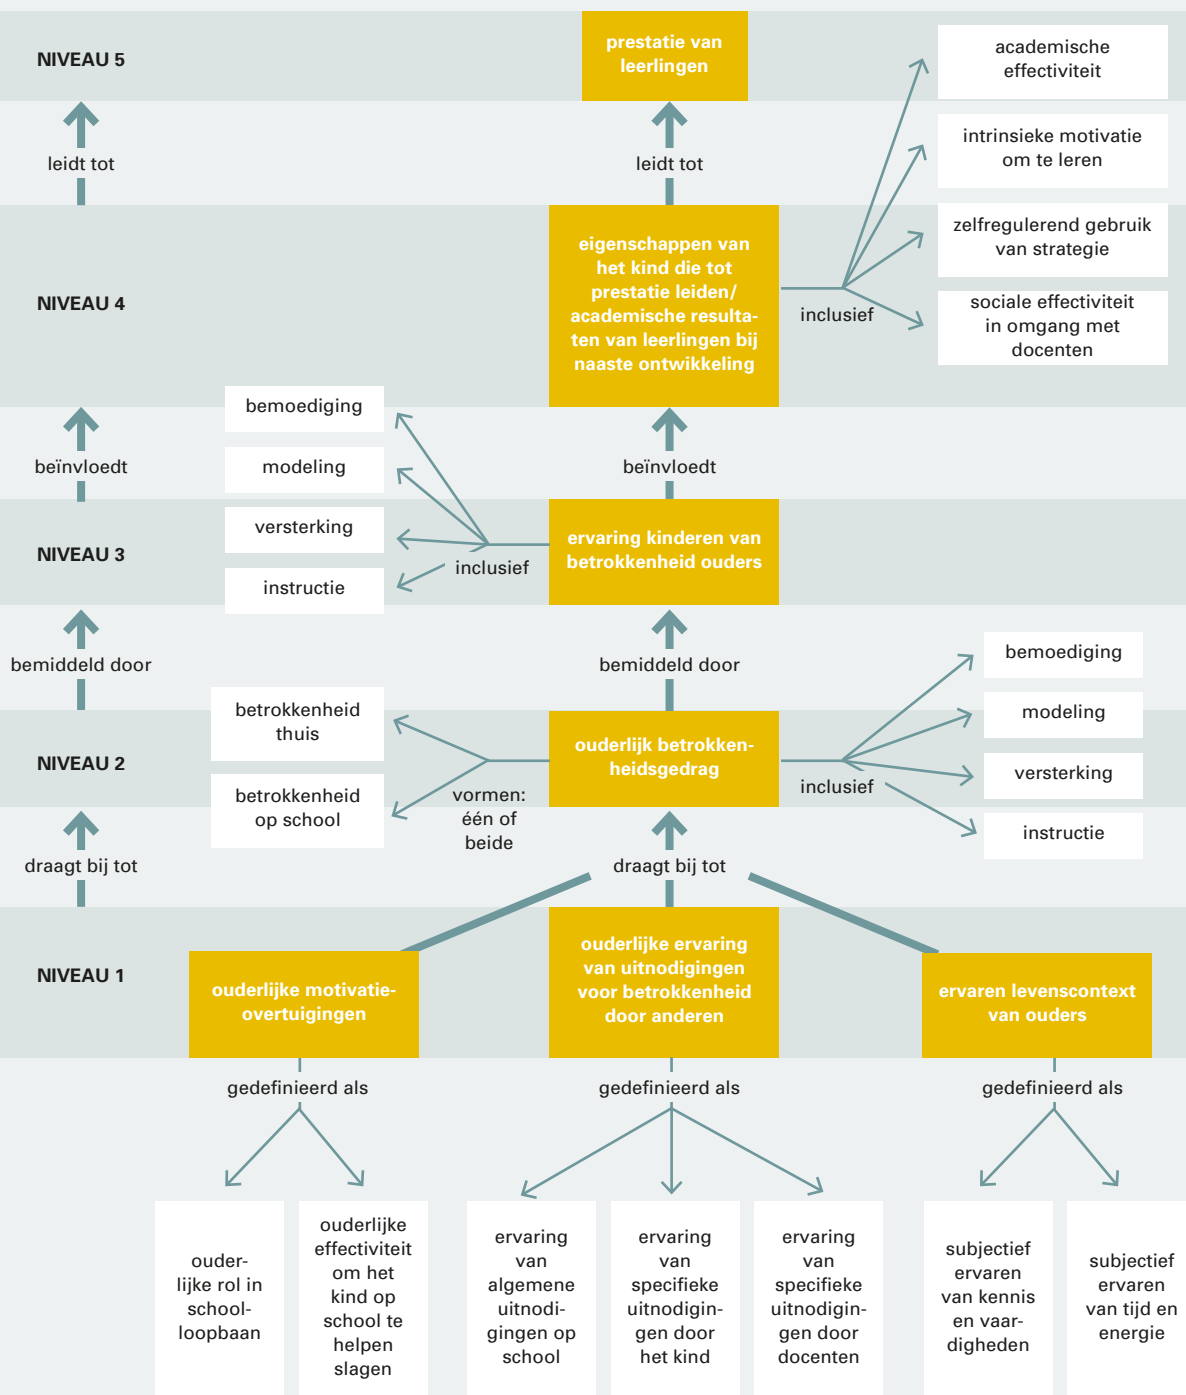 NIVEAU 5
prestatie van
leerlingen
academische
effectiviteit
leidt tot
leidt tot
intrinsieke motivatie
om te leren
zelfregulerend gebruik
van strategie
NIVEAU 4
eigenschappen van
het kind die tot
prestatie leiden/
academische resulta-
ten van leerlingen bij
naaste ontwikkeling
inclusief
sociale effectiviteit
in omgang met
docenten
bemoediging
modeling
versterking
instructie
beïnvloedt
beïnvloedt
NIVEAU 3
inclusief
ervaring kinderen van
betrokkenheid ouders
bemiddeld door
bemiddeld door
bemoediging
modeling
versterking
instructie
betrokkenheid
thuis
betrokkenheid
op school
NIVEAU 2
vormen:
één of
beide
ouderlijk betrokken-
heidsgedrag
inclusief
draagt bij tot
draagt bij tot
NIVEAU 1
ouderlijke motivatie-
overtuigingen
ouderlijke ervaring
van uitnodigingen
voor betrokkenheid
door anderen
ervaren levenscontext
van ouders
gedefinieerd als
gedefinieerd als
gedefinieerd als
ouder-
lijke rol in
school-
loopbaan
ouderlijke
effectiviteit
om het
kind op
school te
helpen
slagen
ervaring
van
algemene
uitnodi-
gingen op
school
ervaring
van
specifieke
uitnodigin-
gen door
het kind
ervaring
van
specifieke
uitnodigin-
gen door
docenten
subjectief
ervaren
van kennis
en vaar-
digheden
subjectief
ervaren
van tijd en
energie